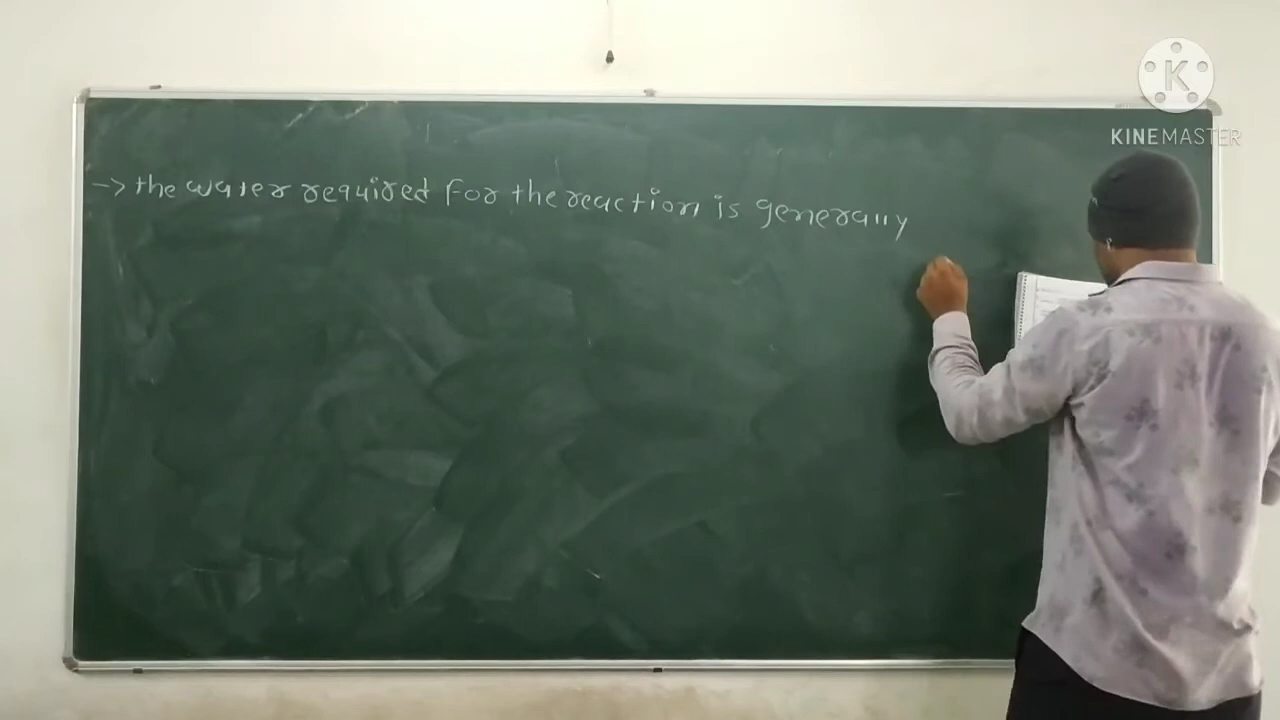 K
KINEMASTER
-> the water required for the reaction is generally